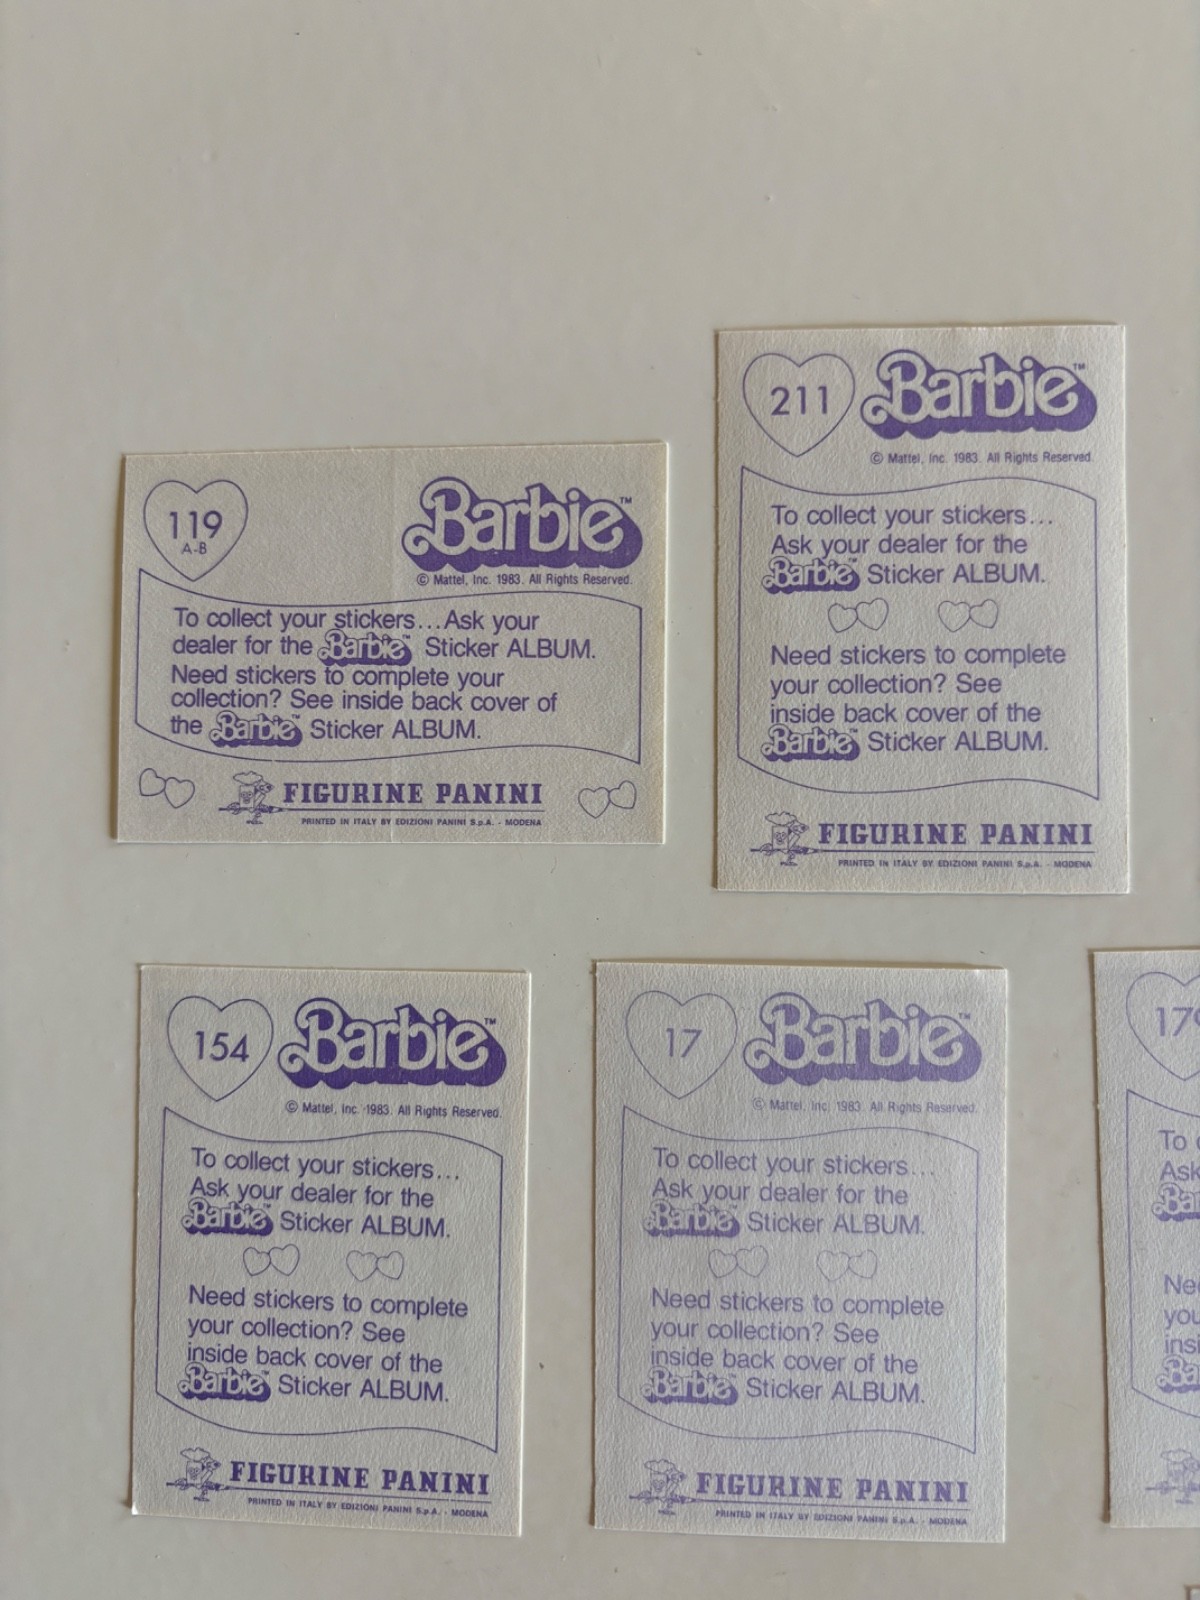 119
A-B
Barbie™
© Mattel, Inc. 1983. All Rights Reserved.
To collect your stickers...Ask your
dealer for the Barbie™ Sticker ALBUM.
Need stickers to complete your
collection? See inside back cover of
the Barbie™ Sticker ALBUM.
FIGURINE PANINI
PRINTED IN ITALY BY EDIZIONI PANINI S.p.A. - MODENA
211
Barbie™
© Mattel, Inc. 1983. All Rights Reserved.
To collect your stickers...
Ask your dealer for the
Barbie™ Sticker ALBUM.
Need stickers to complete
your collection? See
inside back cover of the
Barbie™ Sticker ALBUM.
FIGURINE PANINI
PRINTED IN ITALY BY EDIZIONI PANINI S.p.A. - MODENA
154
Barbie™
© Mattel, Inc. 1983. All Rights Reserved.
To collect your stickers...
Ask your dealer for the
Barbie™ Sticker ALBUM.
Need stickers to complete
your collection? See
inside back cover of the
Barbie™ Sticker ALBUM.
FIGURINE PANINI
PRINTED IN ITALY BY EDIZIONI PANINI S.p.A. - MODENA
17
Barbie™
© Mattel, Inc. 1983. All Rights Reserved.
To collect your stickers...
Ask your dealer for the
Barbie™ Sticker ALBUM.
Need stickers to complete
your collection? See
inside back cover of the
Barbie™ Sticker ALBUM.
FIGURINE PANINI
PRINTED IN ITALY BY EDIZIONI PANINI S.p.A. - MODENA
To
Ask